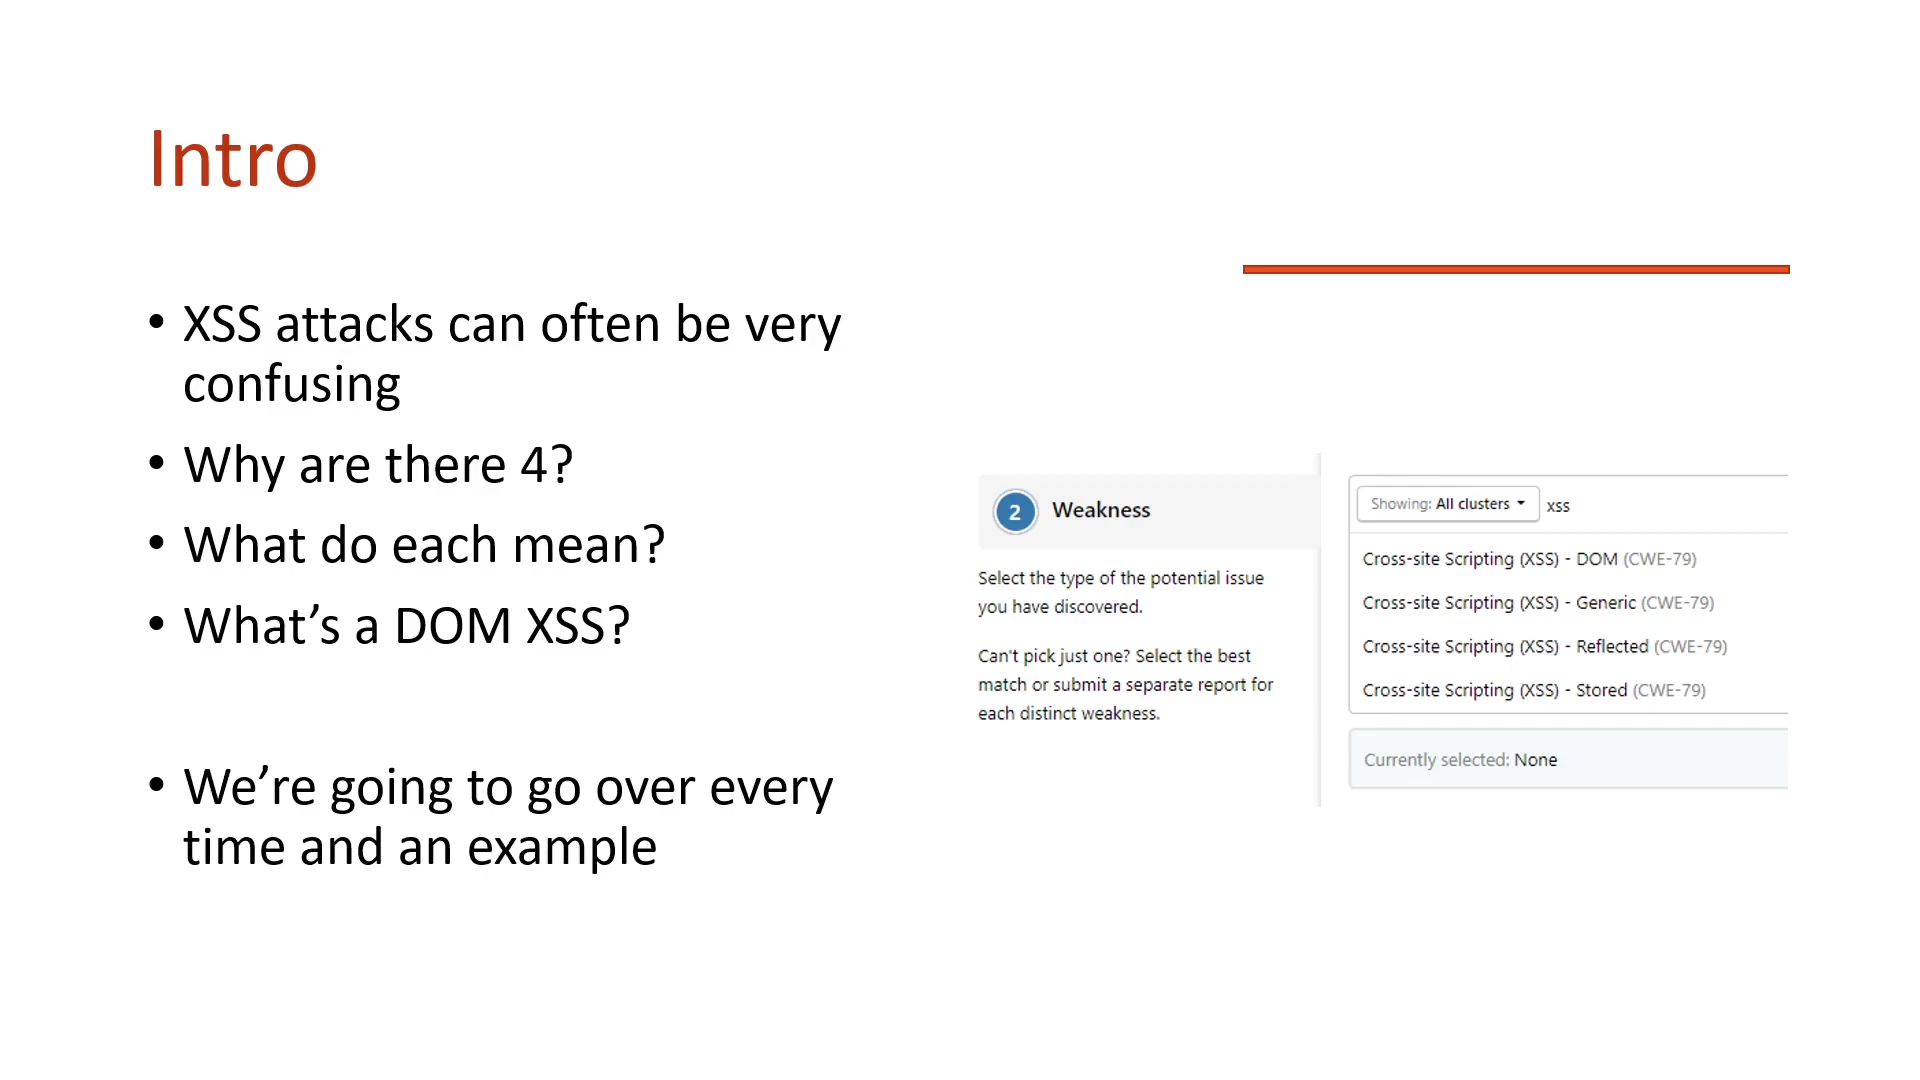 Intro
• XSS attacks can often be very
confusing
• Why are there 4?
• What do each mean?
• What’s a DOM XSS?
• We’re going to go over every
time and an example
2 Weakness
Select the type of the potential issue
you have discovered.
Can't pick just one? Select the best
match or submit a separate report for
each distinct weakness.
Showing: All clusters xss
Cross-site Scripting (XSS) - DOM (CWE-79)
Cross-site Scripting (XSS) - Generic (CWE-79)
Cross-site Scripting (XSS) - Reflected (CWE-79)
Cross-site Scripting (XSS) - Stored (CWE-79)
Currently selected: None